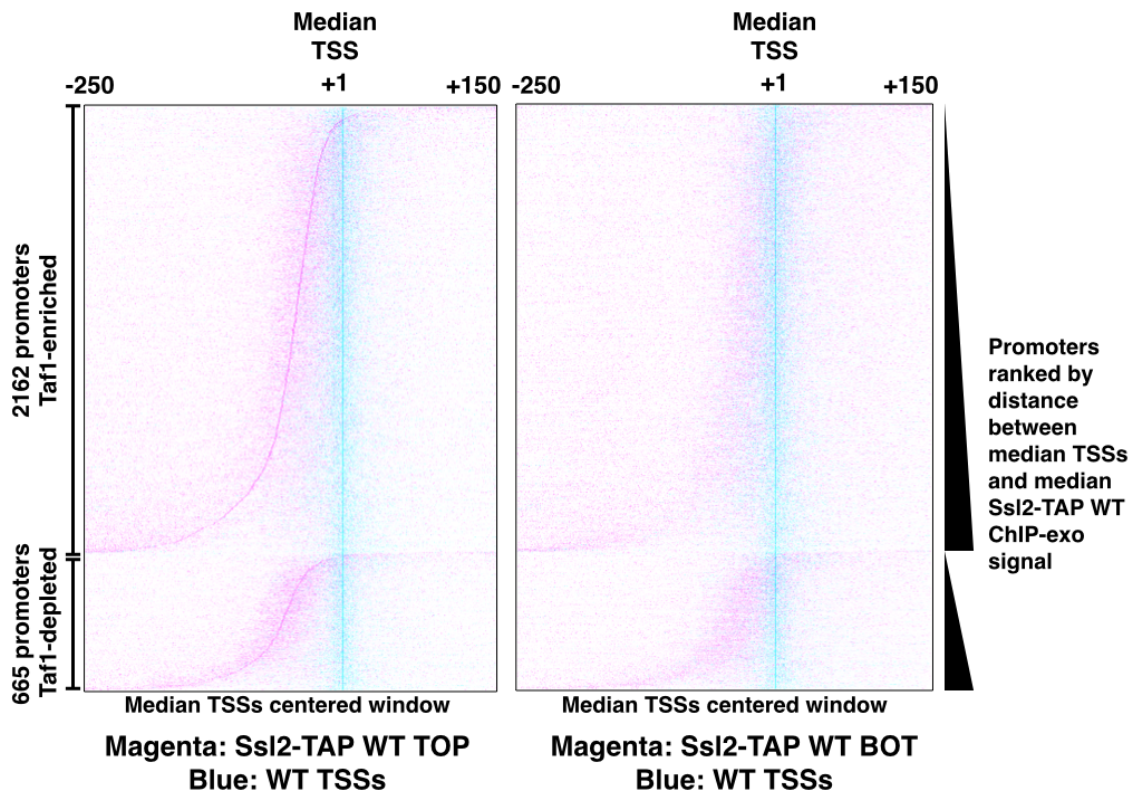 Median
TSS
-250 +1 +150
Median
TSS
-250 +1 +150
2162 promoters
Taf1-enriched
665 promoters
Taf1-depleted
Promoters
ranked by
distance
between
median TSSs
and median
Ssl2-TAP WT
ChIP-exo
signal
Median TSSs centered window
Median TSSs centered window
Magenta: Ssl2-TAP WT TOP
Blue: WT TSSs
Magenta: Ssl2-TAP WT BOT
Blue: WT TSSs